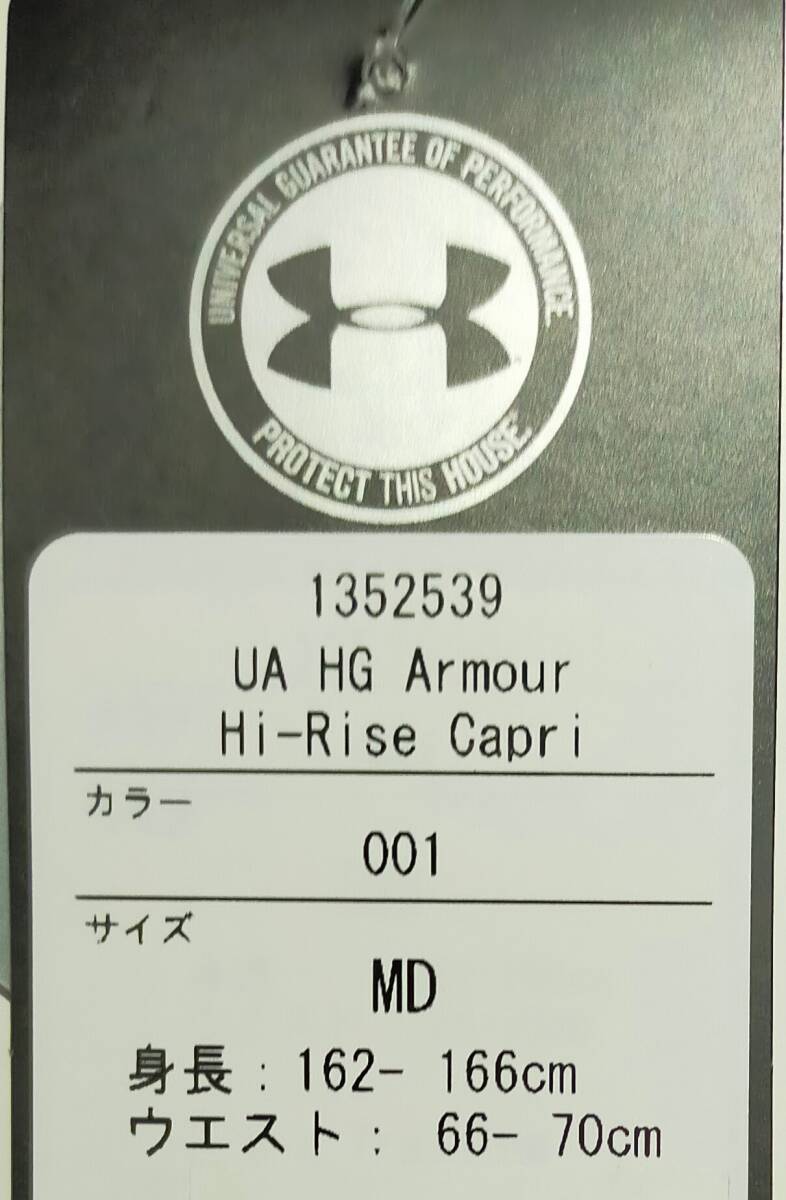 UNIVERSAL GUARANTEE OF PERFORMANCE
PROTECT THIS HOUSE.
1352539
UA HG Armour
Hi-Rise Capri
カラー
001
サイズ
MD
身長 : 162- 166cm
ウエスト : 66- 70cm